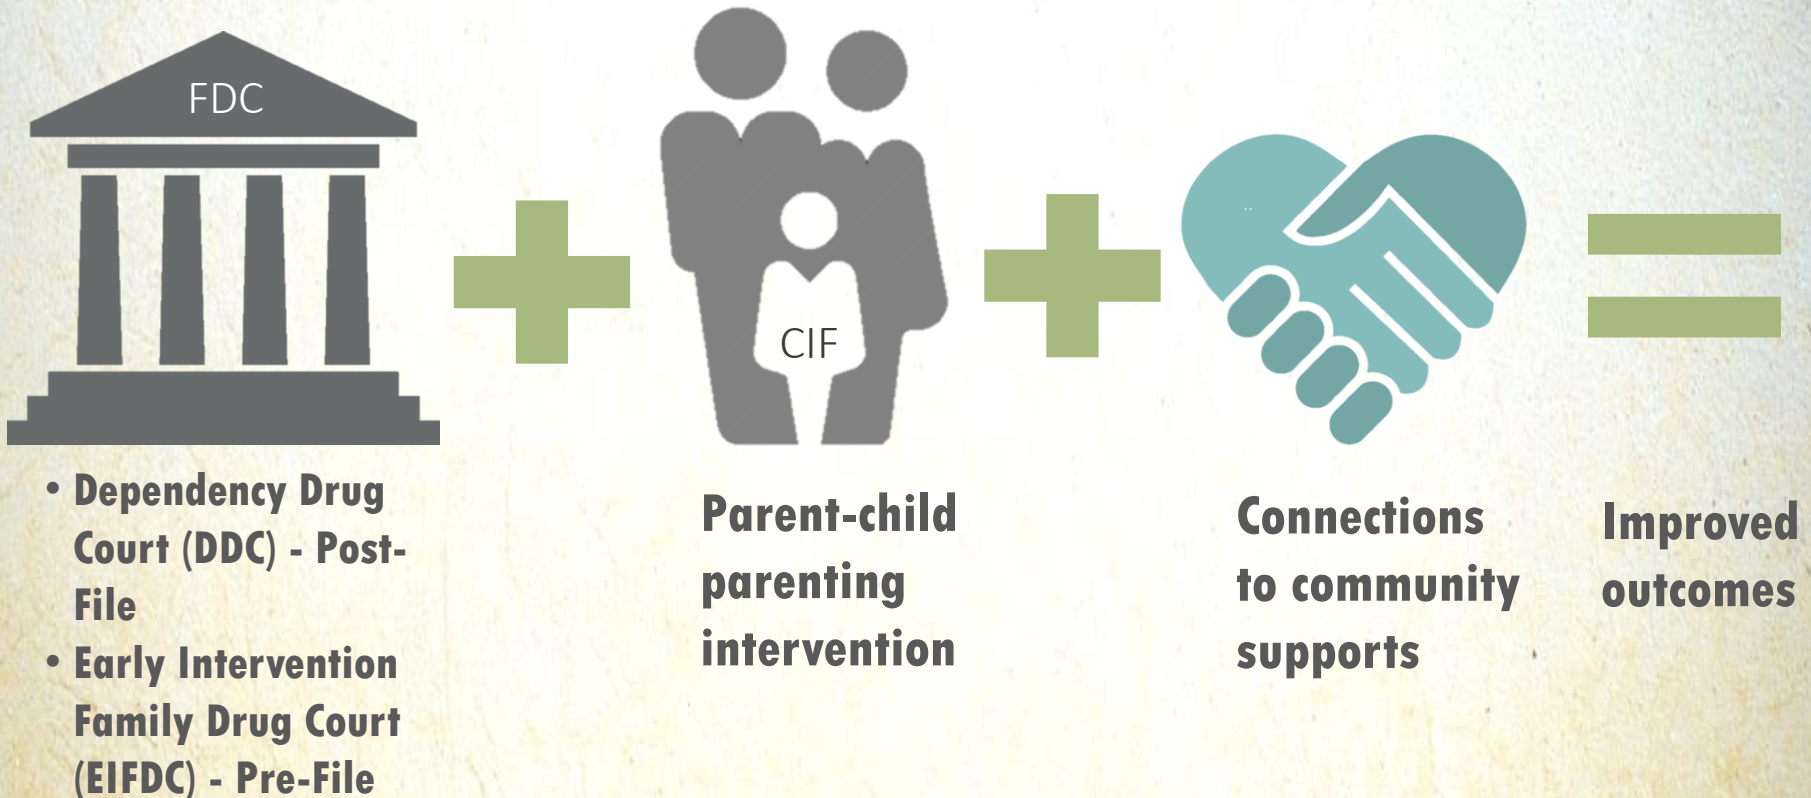 FDC
• Dependency Drug
Court (DDC) - Post-
File
• Early Intervention
Family Drug Court
(EIFDC) - Pre-File
CIF
Parent-child
parenting
intervention
Connections
to community
supports
Improved
outcomes